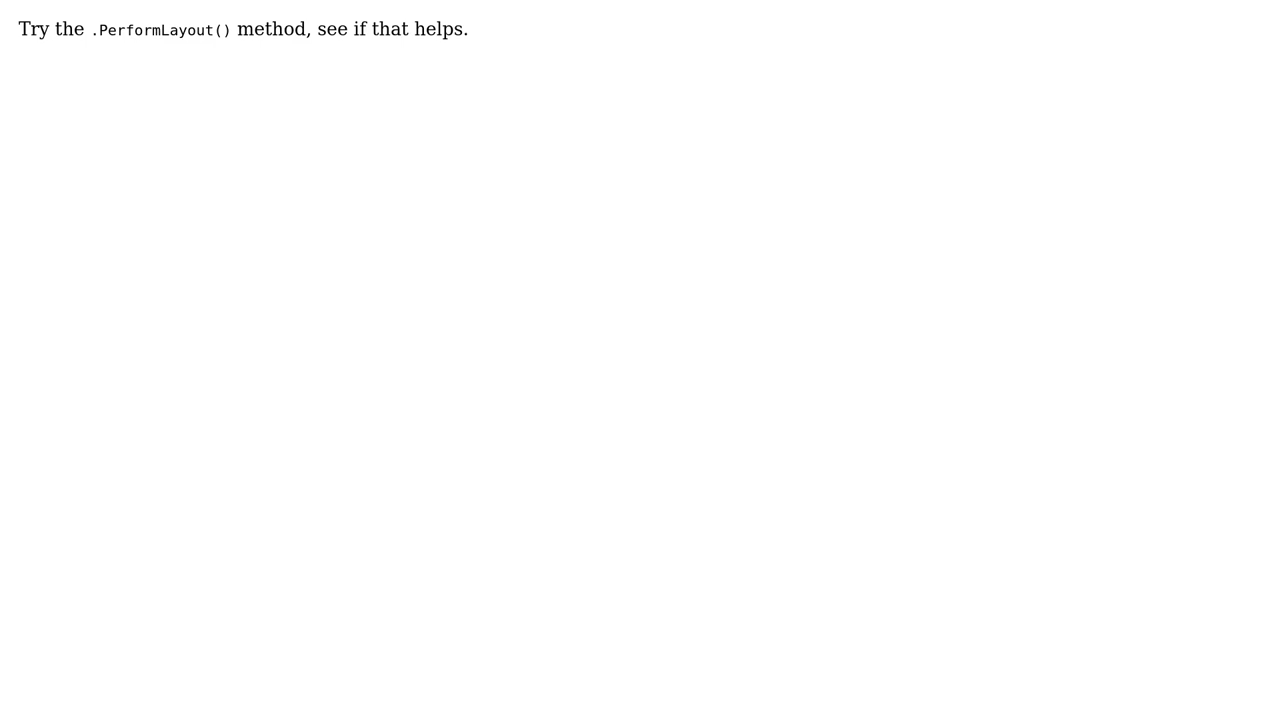 Try the .PerformLayout() method, see if that helps.